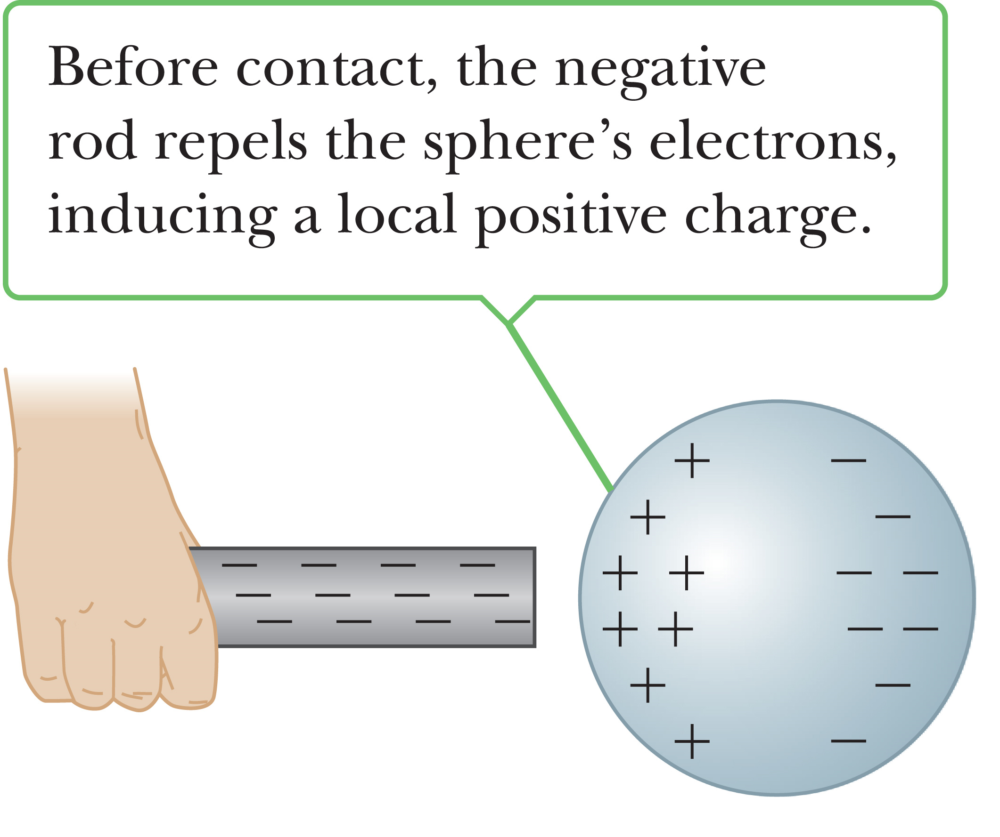 Before contact, the negative
rod repels the sphere’s electrons,
inducing a local positive charge.